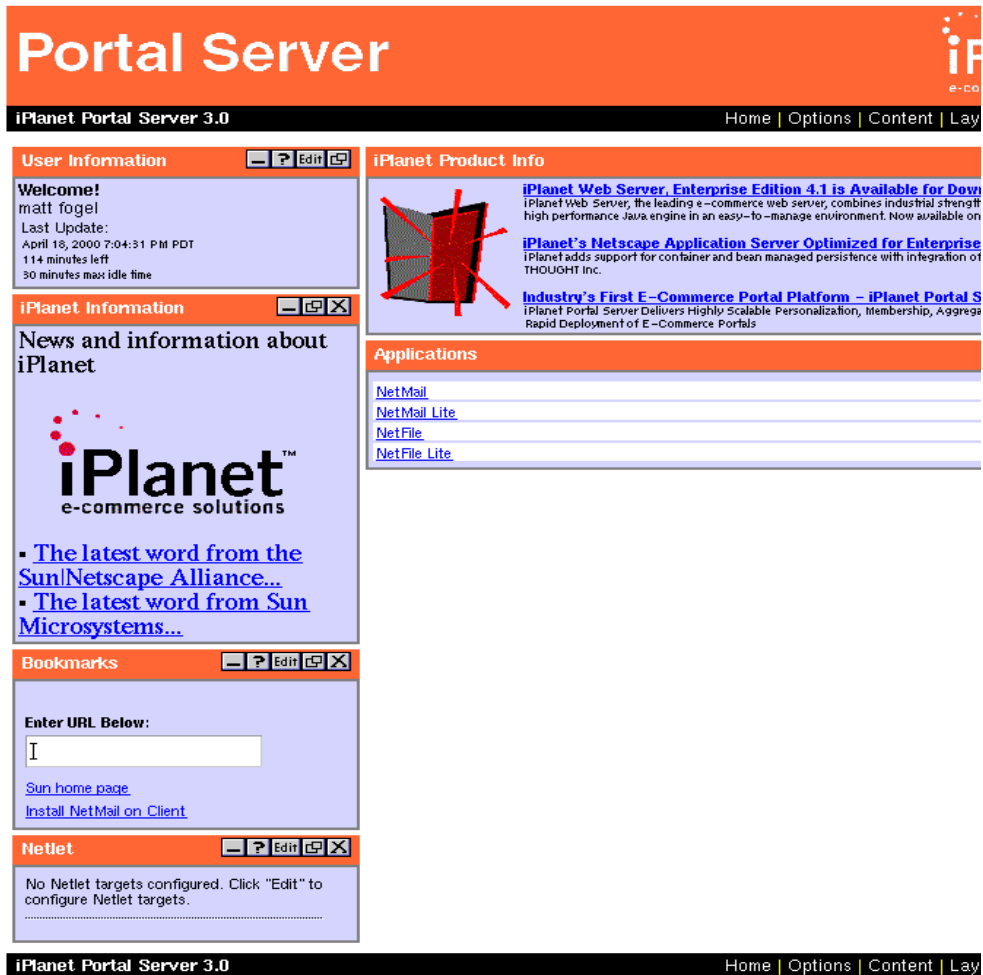 Portal Server
iPlanet Portal Server 3.0
Home | Options | Content |
User Information
? Edit
Welcome!
matt fogel
Last Update:
April 18, 2000 7:04:31 PM PDT
114 minutes left
30 minutes max idle time
iPlanet Information
News and information about
iPlanet
iPlanet™
e-commerce solutions
▪ The latest word from the
Sun|Netscape Alliance...
▪ The latest word from Sun
Microsystems...
Bookmarks
? Edit
Enter URL Below:
Sun home page
Install NetMail on Client
Netlet
? Edit
No Netlet targets configured. Click "Edit" to
configure Netlet targets.
iPlanet Product Info
iPlanet Web Server, Enterprise Edition 4.1 is Available for
iPlanet Web Server, the leading e-commerce web server, combines industrial
high performance Java engine in an easy-to-manage environment. Now available on
iPlanet's Netscape Application Server Optimized for Enterprise
iPlanet adds support for container and bean managed persistence with integration of
THOUGHT Inc.
Industry's First E-Commerce Portal Platform - iPlanet Portal
iPlanet Portal Server Delivers Highly Scalable Personalization, Membership,
Rapid Deployment of E-Commerce Portals
Applications
NetMail
NetMail Lite
NetFile
NetFile Lite
iPlanet Portal Server 3.0
Home | Options | Content |